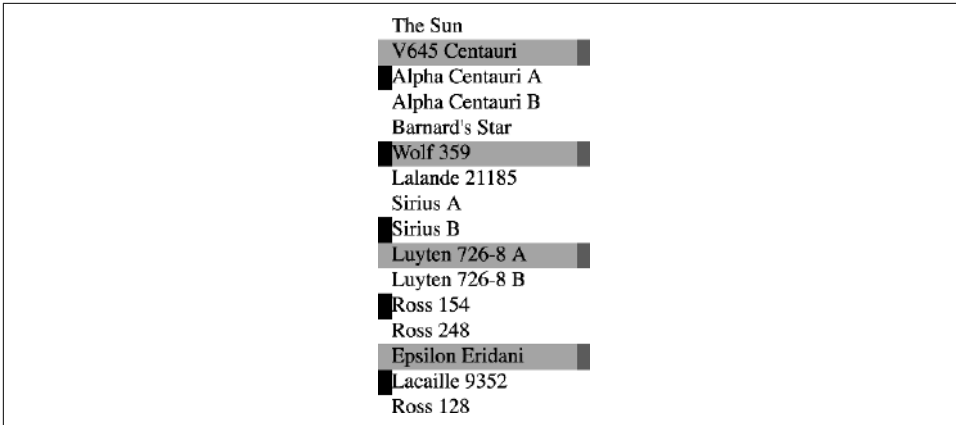 The Sun
V645 Centauri
Alpha Centauri A
Alpha Centauri B
Barnard's Star
Wolf 359
Lalande 21185
Sirius A
Sirius B
Luyten 726-8 A
Luyten 726-8 B
Ross 154
Ross 248
Epsilon Eridani
Lacaille 9352
Ross 128